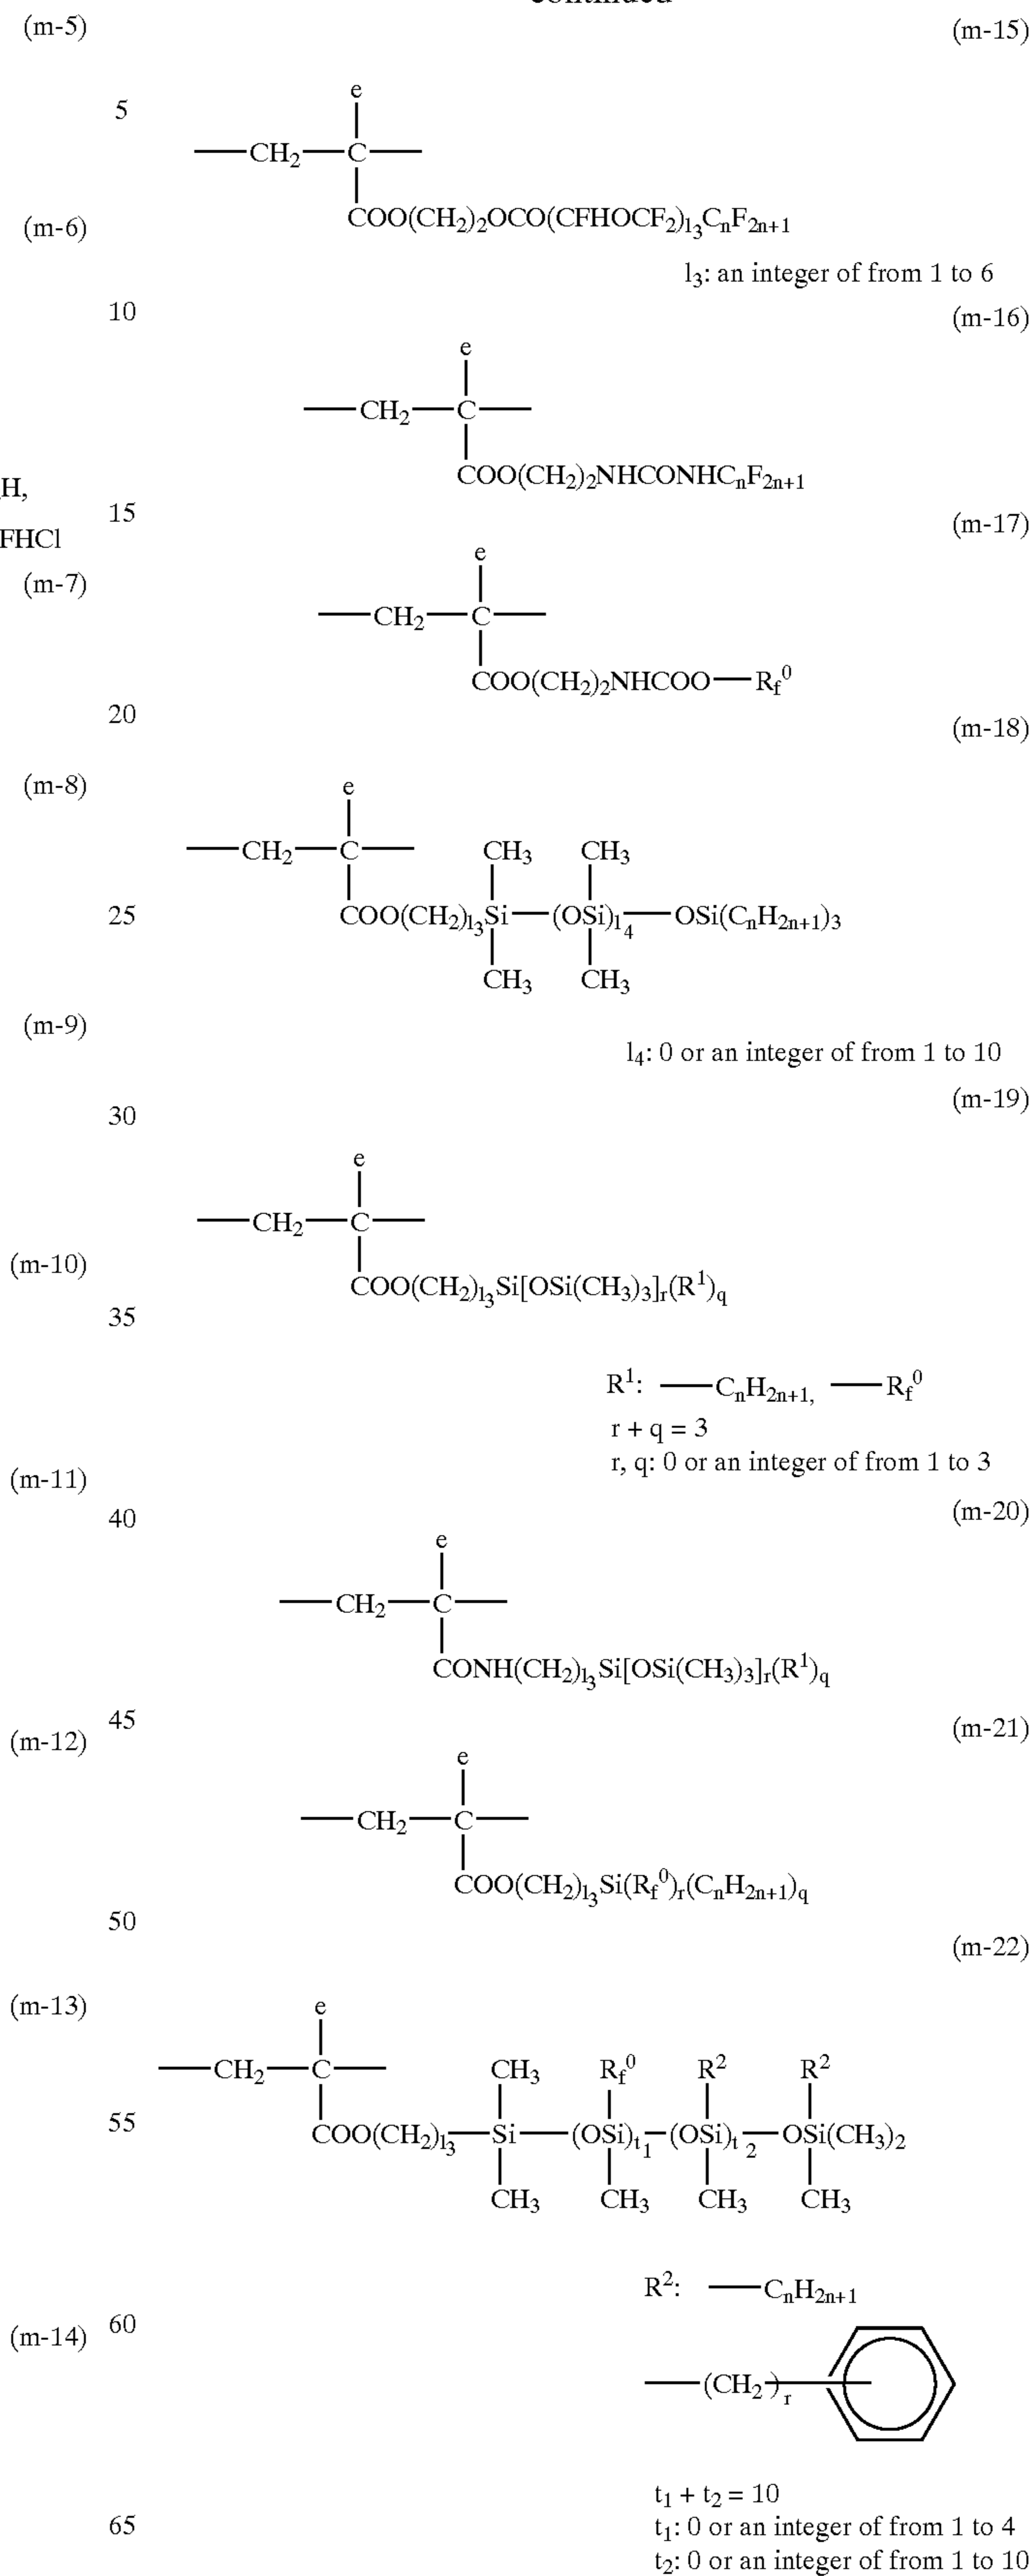 continued
(m-5)
(m-15)
5
e
—CH₂—C—
COO(CH₂)₂OCO(CFHOCF₂)l₃CₙF₂ₙ₊₁
(m-6)
l₃: an integer of from 1 to 6
10
(m-16)
e
—CH₂—C—
COO(CH₂)₂NHCONHCₙF₂ₙ₊₁
H,
15
(m-17)
FHCl
e
(m-7)
—CH₂—C—
COO(CH₂)₂NHCOO—R_f⁰
20
(m-18)
(m-8)
e
—CH₂—C—
CH₃ CH₃
25
COO(CH₂)l₃Si—(OSi)l₄—OSi(CₙH₂ₙ₊₁)₃
CH₃ CH₃
(m-9)
l₄: 0 or an integer of from 1 to 10
(m-19)
30
e
—CH₂—C—
(m-10)
COO(CH₂)l₃Si[OSi(CH₃)₃]ᵣ(R¹)_q
35
R¹: —CₙH₂ₙ₊₁, —R_f⁰
r + q = 3
r, q: 0 or an integer of from 1 to 3
(m-11)
40
(m-20)
e
—CH₂—C—
CONH(CH₂)l₃Si[OSi(CH₃)₃]ᵣ(R¹)_q
45
(m-21)
(m-12)
e
—CH₂—C—
COO(CH₂)l₃Si(R_f⁰)ᵣ(CₙH₂ₙ₊₁)_q
50
(m-22)
(m-13)
e
—CH₂—C—
CH₃ R_f⁰ R² R²
55
COO(CH₂)l₃—Si—(OSi)t₁—(OSi)t₂—OSi(CH₃)₂
CH₃ CH₃ CH₃ CH₃
R²: —CₙH₂ₙ₊₁
60
(m-14)
—(CH₂)ᵣ—
t₁ + t₂ = 10
65
t₁: 0 or an integer of from 1 to 4
t₂: 0 or an integer of from 1 to 10